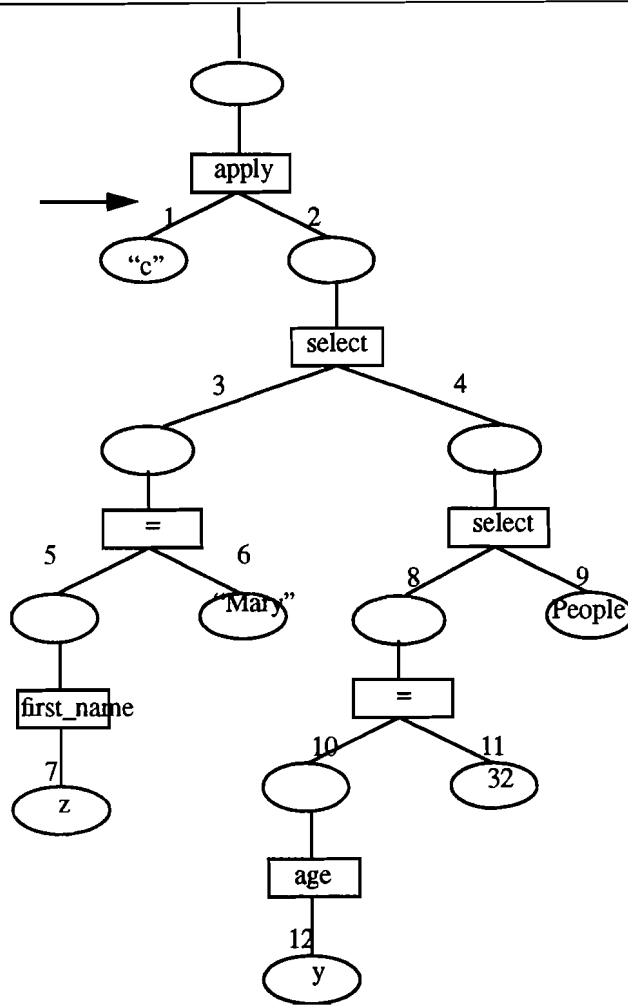 apply
1 2
“c”
select
3 4
= select
5 6 8 9
“Mary” People
first_name =
7 10 11
z 32
age
12
y